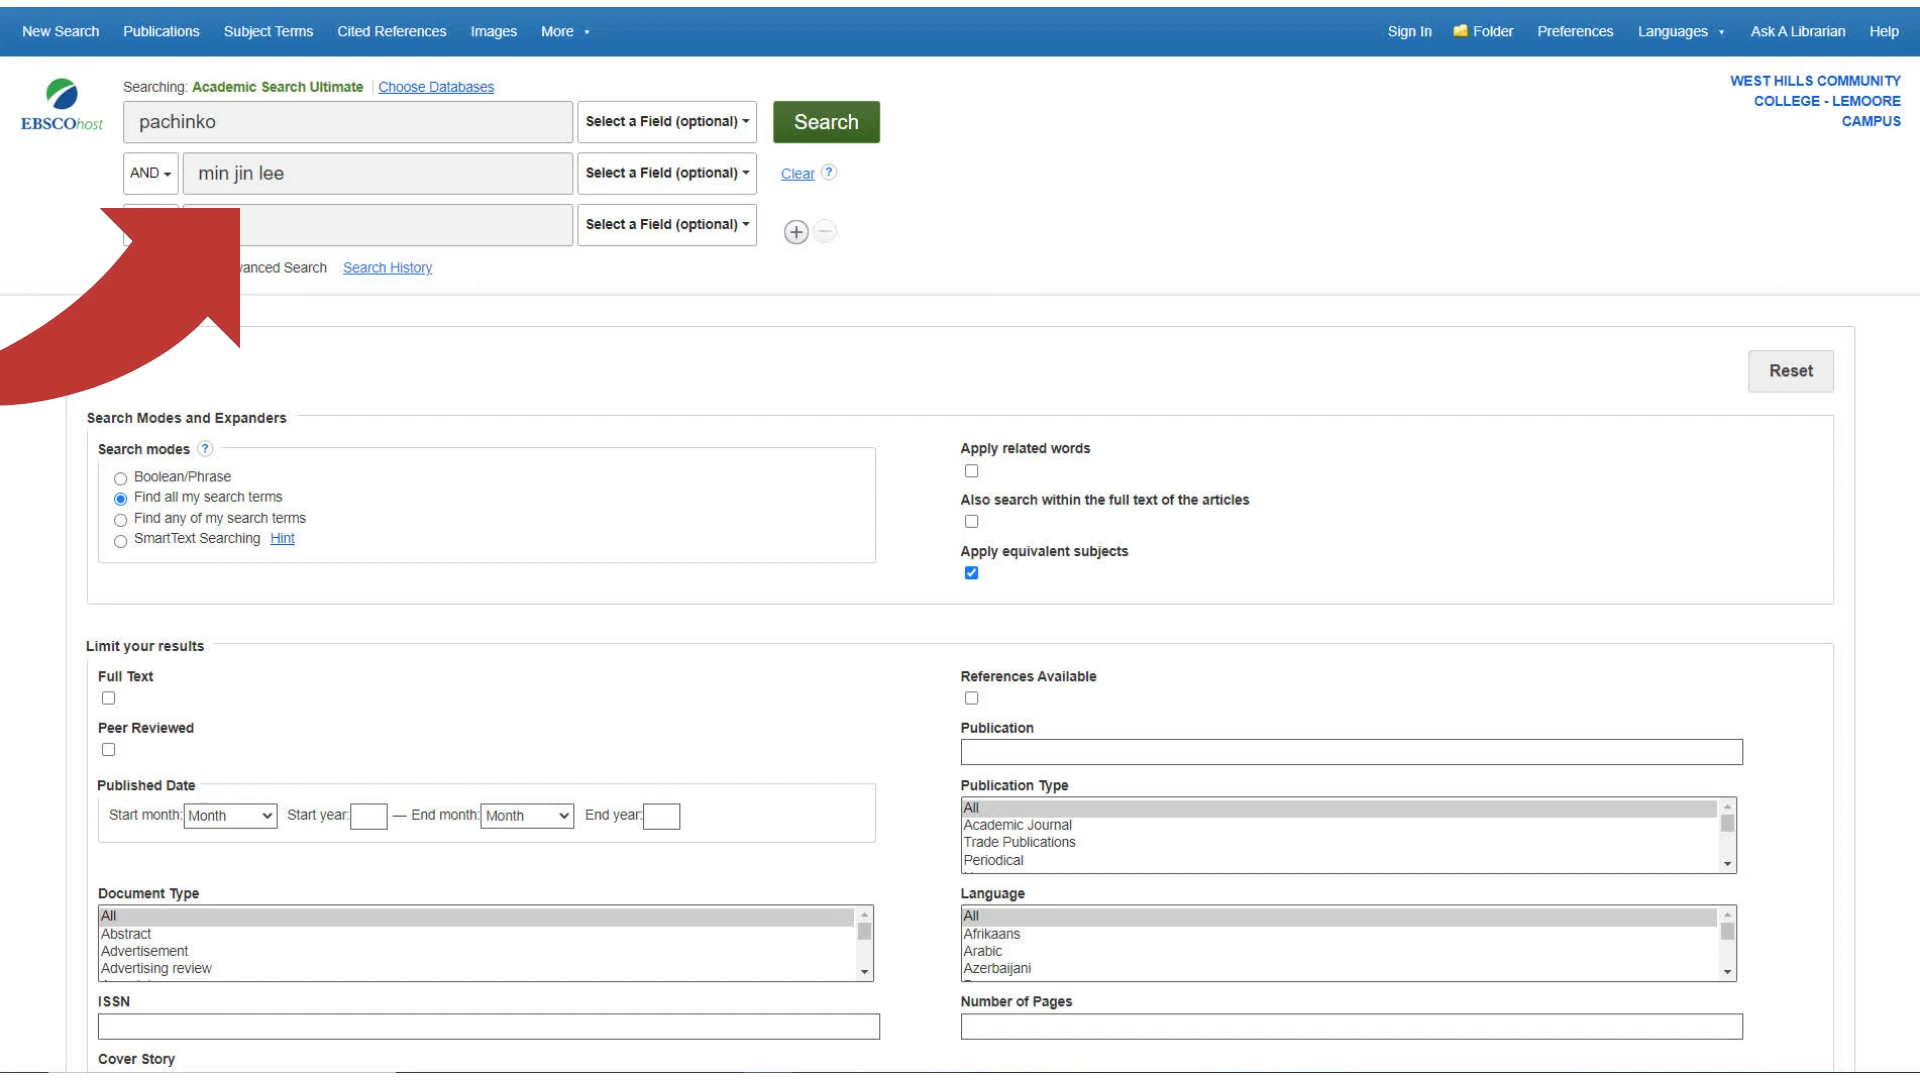 New Search Publications Subject Terms Cited References Images More Sign In Folder Preferences Languages Ask A Librarian Help
Searching: Academic Search Ultimate Choose Databases
WEST HILLS COMMUNITY
COLLEGE - LEMOORE
CAMPUS
EBSCOhost
pachinko Select a Field (optional) Search
AND min jin lee Select a Field (optional) Clear ?
Select a Field (optional) + −
Search Search History
Reset
Search Modes and Expanders
Search modes ?
Boolean/Phrase
Find all my search terms
Find any of my search terms
SmartText Searching Hint
Apply related words
Also search within the full text of the articles
Apply equivalent subjects
Limit your results
Full Text
References Available
Peer Reviewed
Publication
Published Date
Start month: Month Start year: — End month: Month End year:
Publication Type
All
Academic Journal
Trade Publications
Periodical
Document Type
All
Abstract
Advertisement
Advertising review
Language
All
Afrikaans
Arabic
Azerbaijani
ISSN
Number of Pages
Cover Story